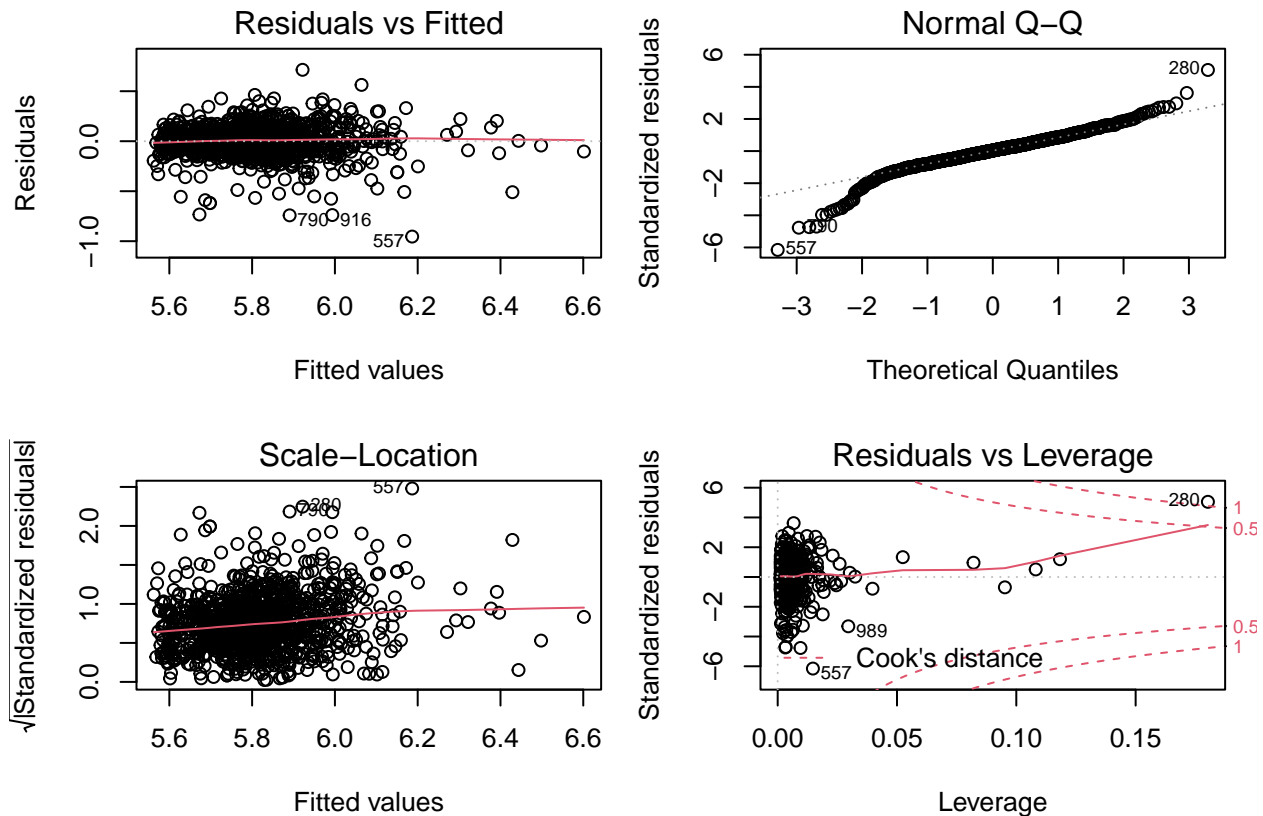 Residuals vs Fitted
Residuals
0.0
−1.0
790
916
557
5.6 5.8 6.0 6.2 6.4 6.6
Fitted values
Normal Q−Q
Standardized residuals
6
2
−2
−6
280
790
557
−3 −2 −1 0 1 2 3
Theoretical Quantiles
Scale−Location
√|Standardized residuals|
2.0
1.0
0.0
557
280
790
5.6 5.8 6.0 6.2 6.4 6.6
Fitted values
Residuals vs Leverage
Standardized residuals
6
2
−2
−6
280
1
0.5
989
0.5
Cook's distance
1
557
0.00 0.05 0.10 0.15
Leverage